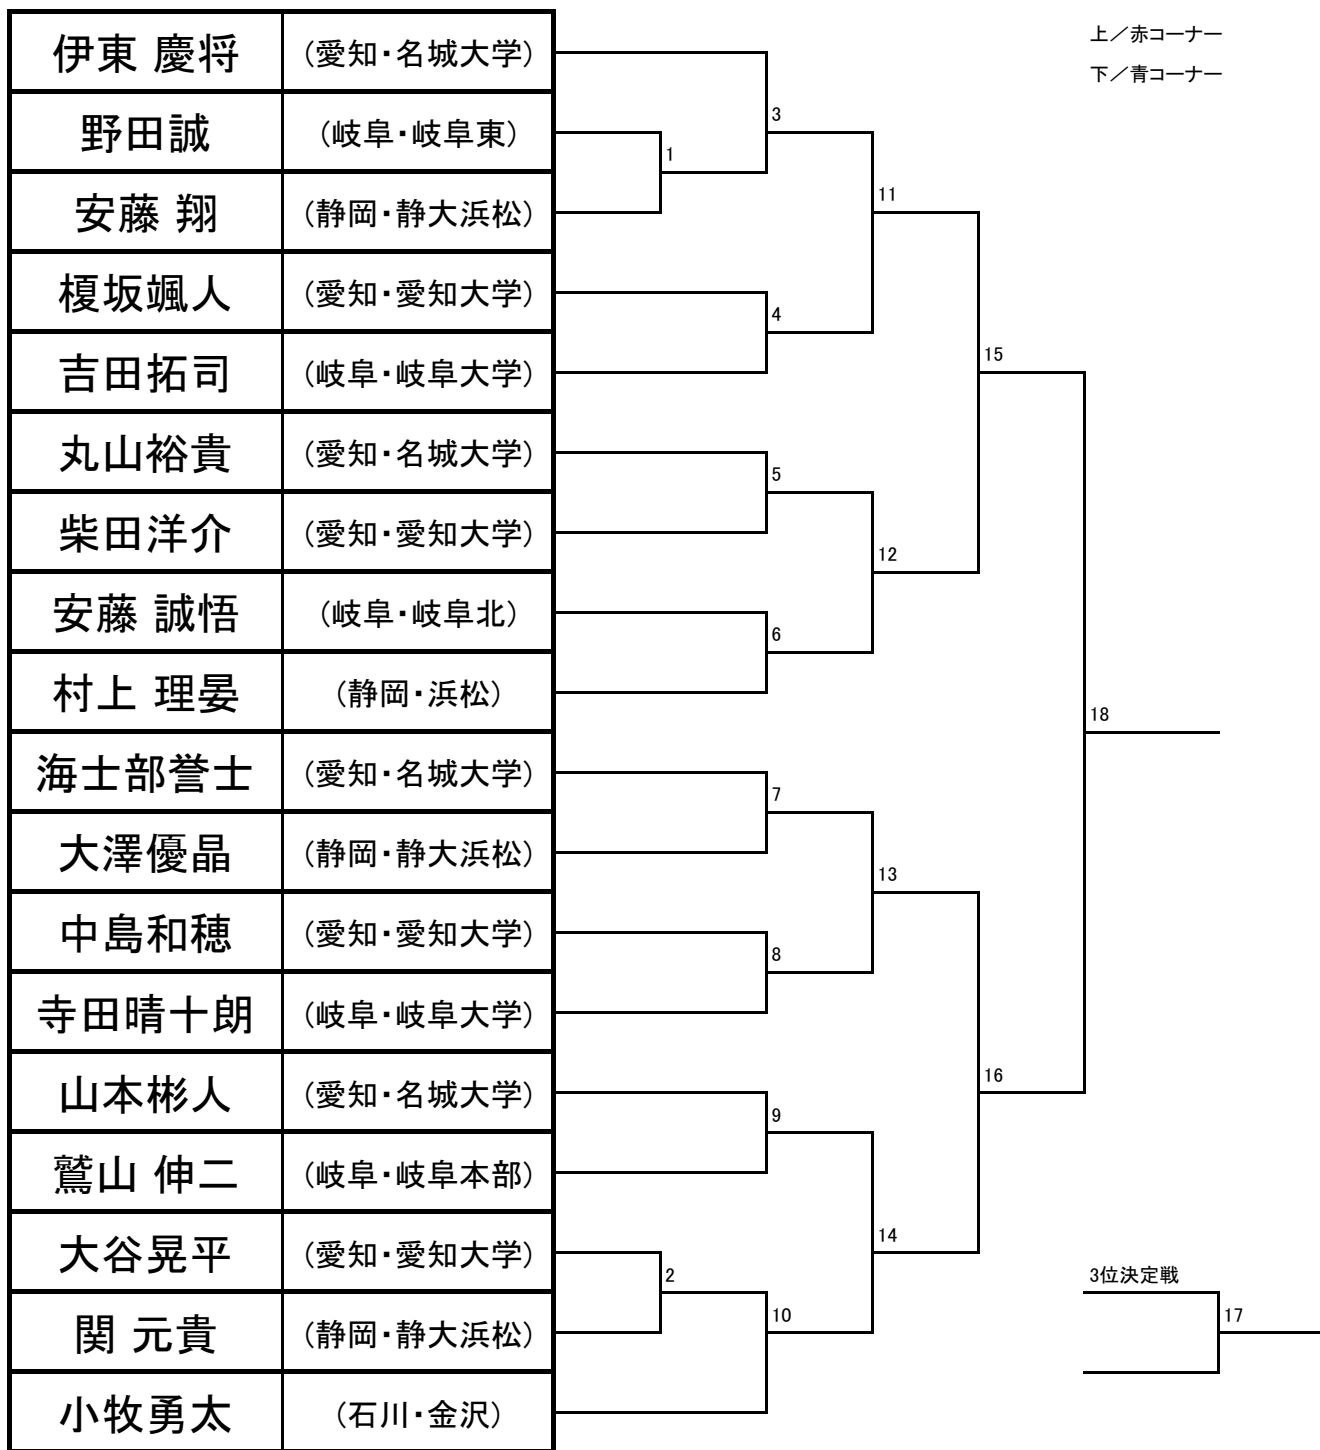 伊東 慶将 (愛知・名城大学)
野田誠 (岐阜・岐阜東)
安藤 翔 (静岡・静大浜松)
榎坂颯人 (愛知・愛知大学)
吉田拓司 (岐阜・岐阜大学)
丸山裕貴 (愛知・名城大学)
柴田洋介 (愛知・愛知大学)
安藤 誠悟 (岐阜・岐阜北)
村上 理晏 (静岡・浜松)
海士部誉士 (愛知・名城大学)
大澤優晶 (静岡・静大浜松)
中島和穂 (愛知・愛知大学)
寺田晴十朗 (岐阜・岐阜大学)
山本彬人 (愛知・名城大学)
鷲山 伸二 (岐阜・岐阜本部)
大谷晃平 (愛知・愛知大学)
関 元貴 (静岡・静大浜松)
小牧勇太 (石川・金沢)
1
2
3
4
5
6
7
8
9
10
11
12
13
14
15
16
18
上／赤コーナー
下／青コーナー
3位決定戦
17